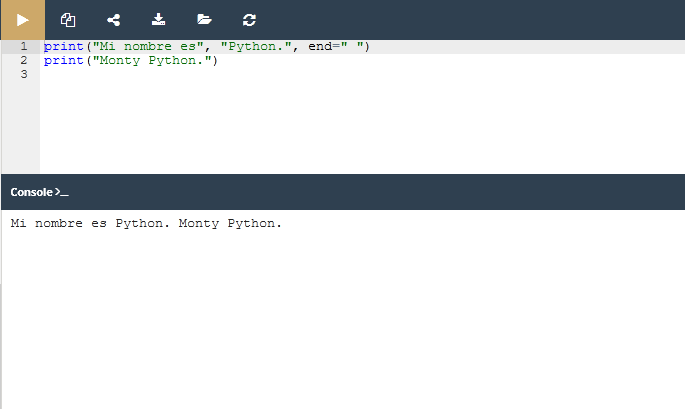 1 print("Mi nombre es", "Python.", end=" ")
2 print("Monty Python.")
3
Console >_
Mi nombre es Python. Monty Python.